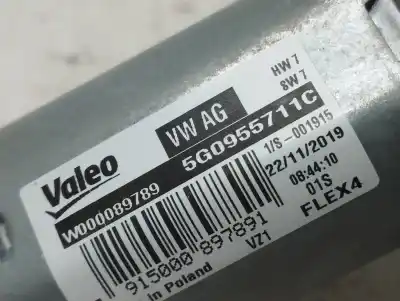 Valeo
VW AG
HW 7
SW 7
W000089789
5G0955711C
1/S-001915
22/11/2019
08:44:10
01S
FLEX4
915000 897891
VZ1
in Poland